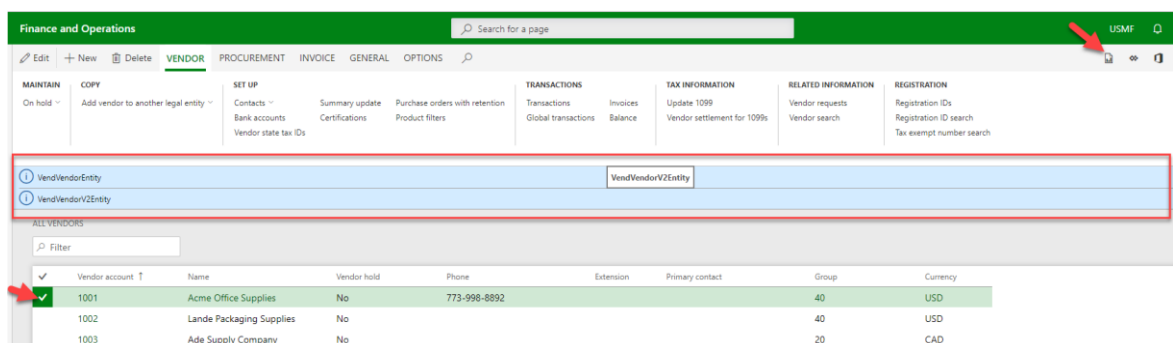 Finance and Operations
Search for a page
USMF
Edit New Delete VENDOR PROCUREMENT INVOICE GENERAL OPTIONS
MAINTAIN COPY SET UP TRANSACTIONS TAX INFORMATION RELATED INFORMATION REGISTRATION
On hold Add vendor to another legal entity Contacts Summary update Purchase orders with retention Transactions Invoices Update 1099 Vendor requests Registration IDs
Bank accounts Certifications Product filters Global transactions Balance Vendor settlement for 1099s Vendor search Registration ID search
Vendor state tax IDs Tax exempt number search
VendVendorEntity VendVendorV2Entity
VendVendorV2Entity
ALL VENDORS
Filter
Vendor account Name Vendor hold Phone Extension Primary contact Group Currency
1001 Acme Office Supplies No 773-998-8892 40 USD
1002 Lande Packaging Supplies No 40 USD
1003 Ade Supply Company No 20 CAD